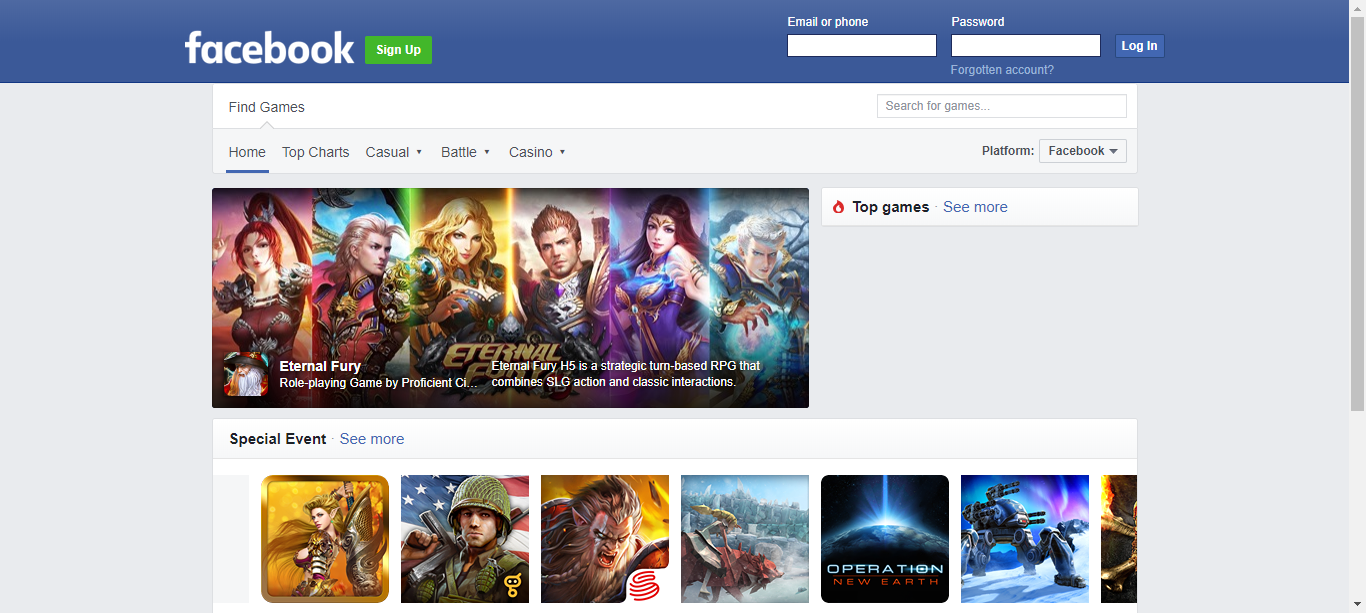 facebook
Sign Up
Email or phone
Password
Log In
Forgotten account?
Find Games
Search for games...
Home
Top Charts
Casual
Battle
Casino
Platform:
Facebook
Top games · See more
ETERNAL
Eternal Fury
Role-playing Game by Proficient Ci...
Eternal Fury H5 is a strategic turn-based RPG that
combines SLG action and classic interactions.
Special Event · See more
OPERATION
NEW EARTH